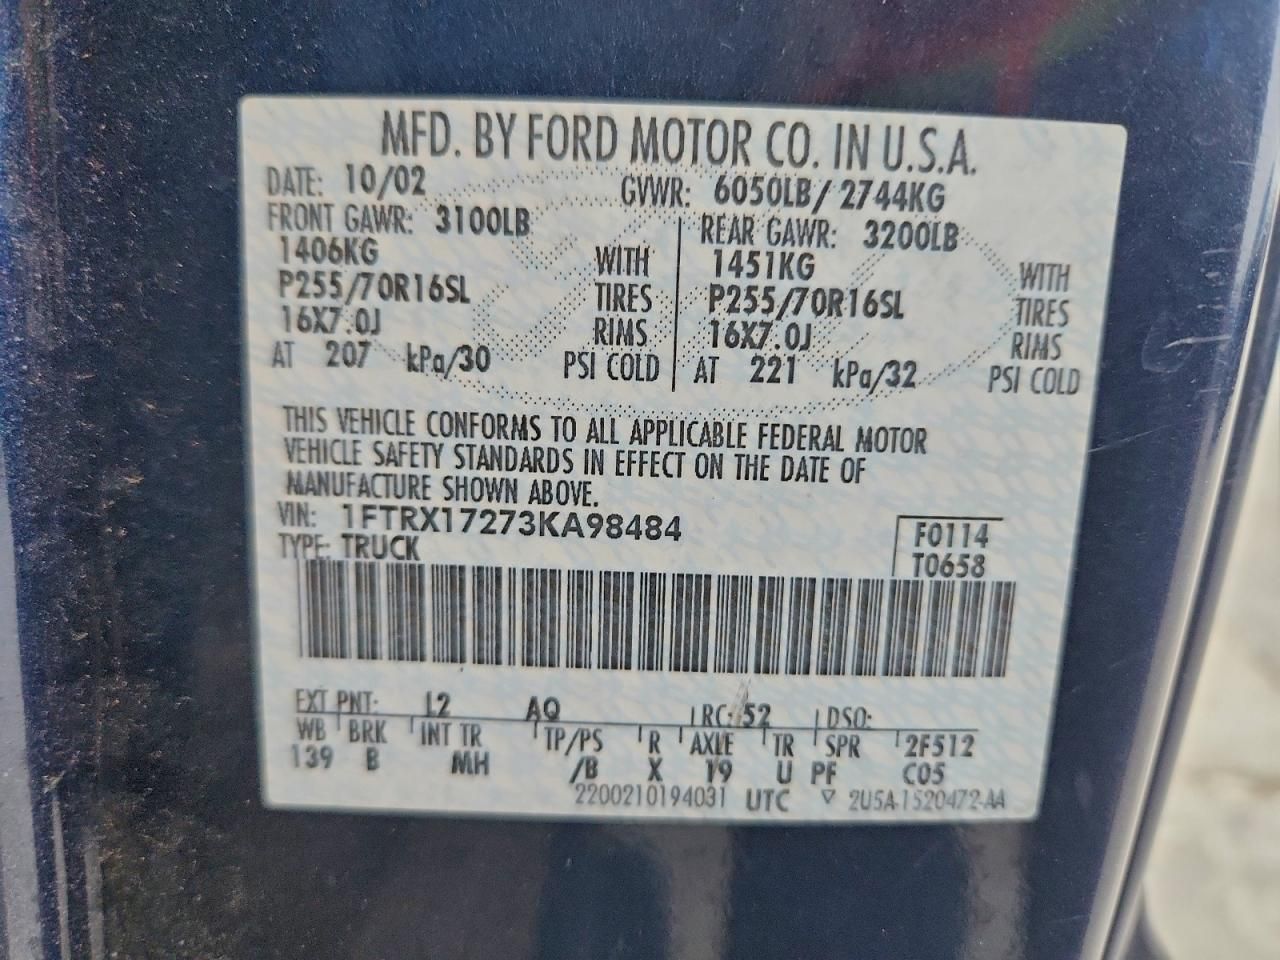 MFD. BY FORD MOTOR CO. IN U.S.A.
DATE: 10/02 GVWR: 6050LB/ 2744KG
FRONT GAWR: 3100LB REAR GAWR: 3200LB
1406KG WITH 1451KG WITH
P255/70R16SL TIRES P255/70R16SL TIRES
16X7.0J RIMS 16X7.0J RIMS
AT 207 kPa/30 PSI COLD AT 221 kPa/32 PSI COLD
THIS VEHICLE CONFORMS TO ALL APPLICABLE FEDERAL MOTOR
VEHICLE SAFETY STANDARDS IN EFFECT ON THE DATE OF
MANUFACTURE SHOWN ABOVE.
VIN: 1FTRX17273KA98484 F0114
TYPE: TRUCK T0658
EXT PNT: L2 AQ RC: 52 DSO:
WB BRK INT TR TP/PS R AXLE TR SPR 2F512
139 B MH /B X 19 U PF C05
2200210194031 UTC ▽ 2U5A-1520472-AA